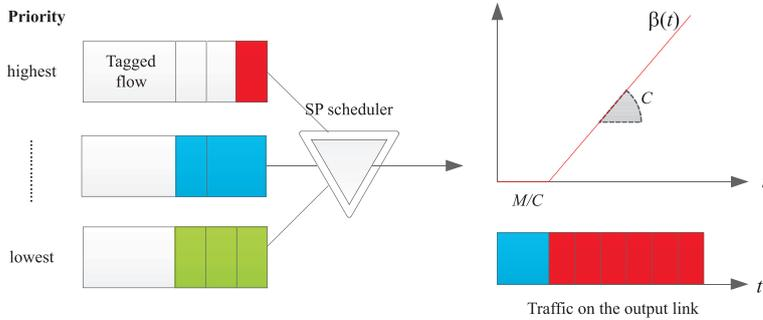 Priority
highest
Tagged
flow
lowest
SP scheduler
β(t)
C
M/C
t
Traffic on the output link